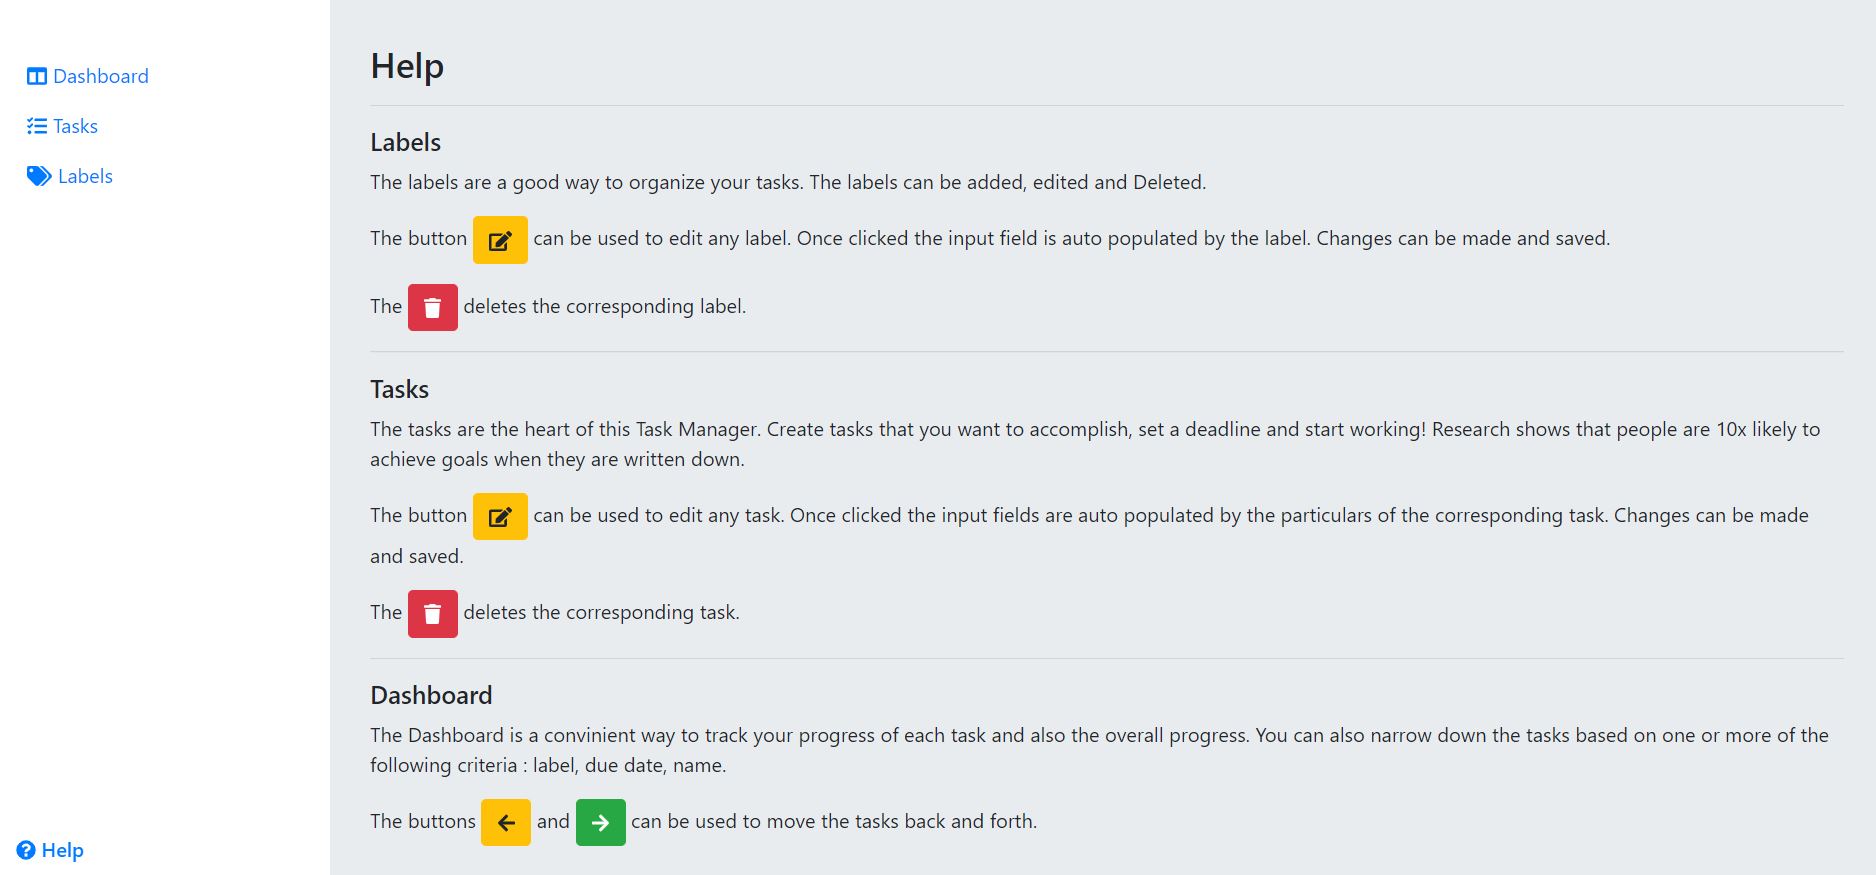 Dashboard
Tasks
Labels
Help
Help
Labels
The labels are a good way to organize your tasks. The labels can be added, edited and Deleted.
The button can be used to edit any label. Once clicked the input field is auto populated by the label. Changes can be made and saved.
The deletes the corresponding label.
Tasks
The tasks are the heart of this Task Manager. Create tasks that you want to accomplish, set a deadline and start working! Research shows that people are 10x likely to
achieve goals when they are written down.
The button can be used to edit any task. Once clicked the input fields are auto populated by the particulars of the corresponding task. Changes can be made
and saved.
The deletes the corresponding task.
Dashboard
The Dashboard is a convinient way to track your progress of each task and also the overall progress. You can also narrow down the tasks based on one or more of the
following criteria : label, due date, name.
The buttons and can be used to move the tasks back and forth.